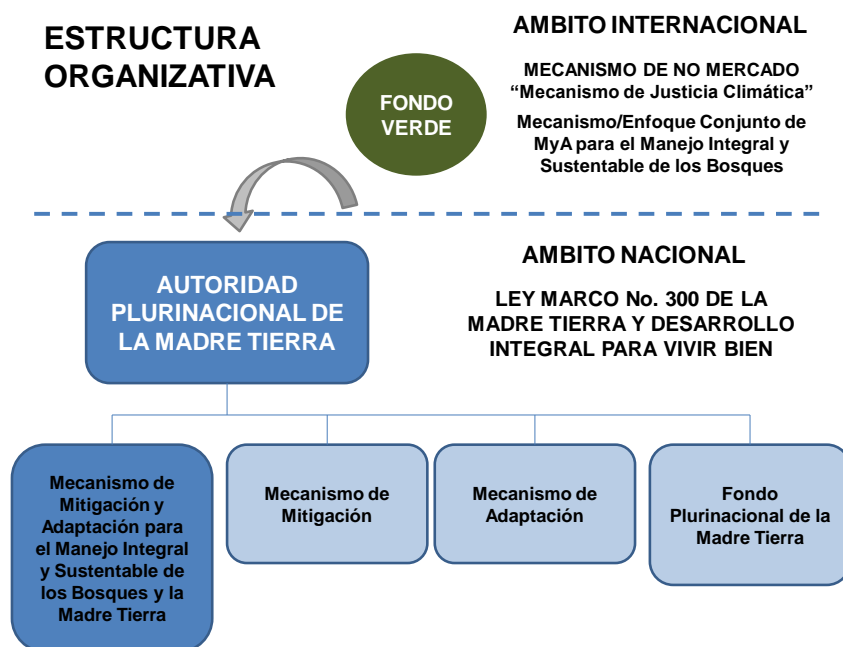 ESTRUCTURA
ORGANIZATIVA
AMBITO INTERNACIONAL
MECANISMO DE NO MERCADO
“Mecanismo de Justicia Climática”
Mecanismo/Enfoque Conjunto de
MyA para el Manejo Integral y
Sustentable de los Bosques
FONDO
VERDE
AUTORIDAD
PLURINACIONAL DE
LA MADRE TIERRA
AMBITO NACIONAL
LEY MARCO No. 300 DE LA
MADRE TIERRA Y DESARROLLO
INTEGRAL PARA VIVIR BIEN
Mecanismo de
Mitigación y
Adaptación para
el Manejo Integral
y Sustentable de
los Bosques y la
Madre Tierra
Mecanismo de
Mitigación
Mecanismo de
Adaptación
Fondo
Plurinacional de la
Madre Tierra